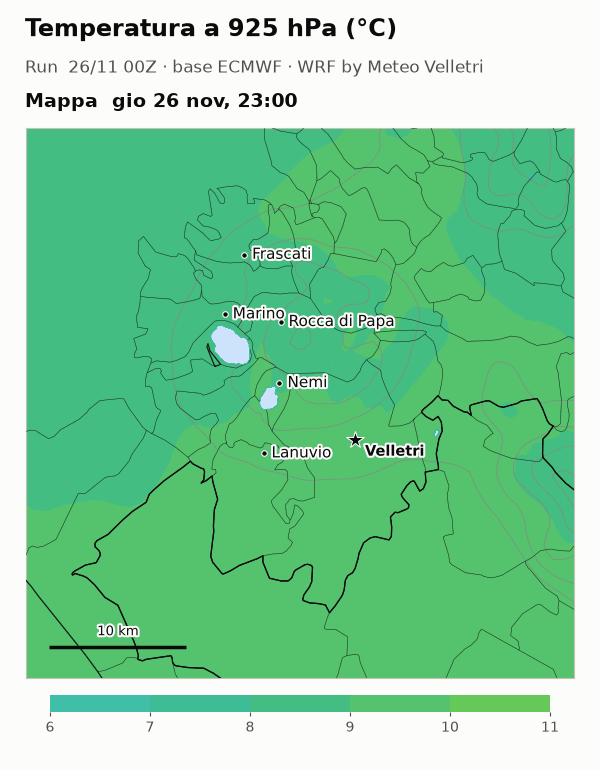 Temperatura a 925 hPa (°C)
Run  26/11 00Z · base ECMWF · WRF by Meteo Velletri
Mappa  gio 26 nov, 23:00
Frascati
Marino
Rocca di Papa
Nemi
Velletri
Lanuvio
10 km
6 7 8 9 10 11